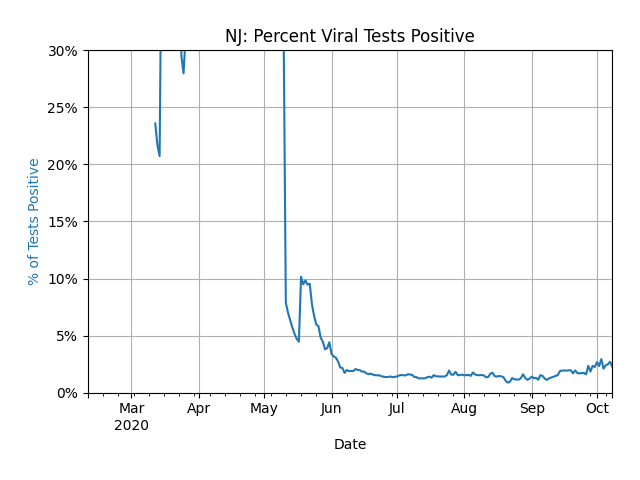 NJ: Percent Viral Tests Positive
30%
25%
20%
15%
10%
5%
0%
% of Tests Positive
Mar Apr May Jun Jul Aug Sep Oct
2020
Date